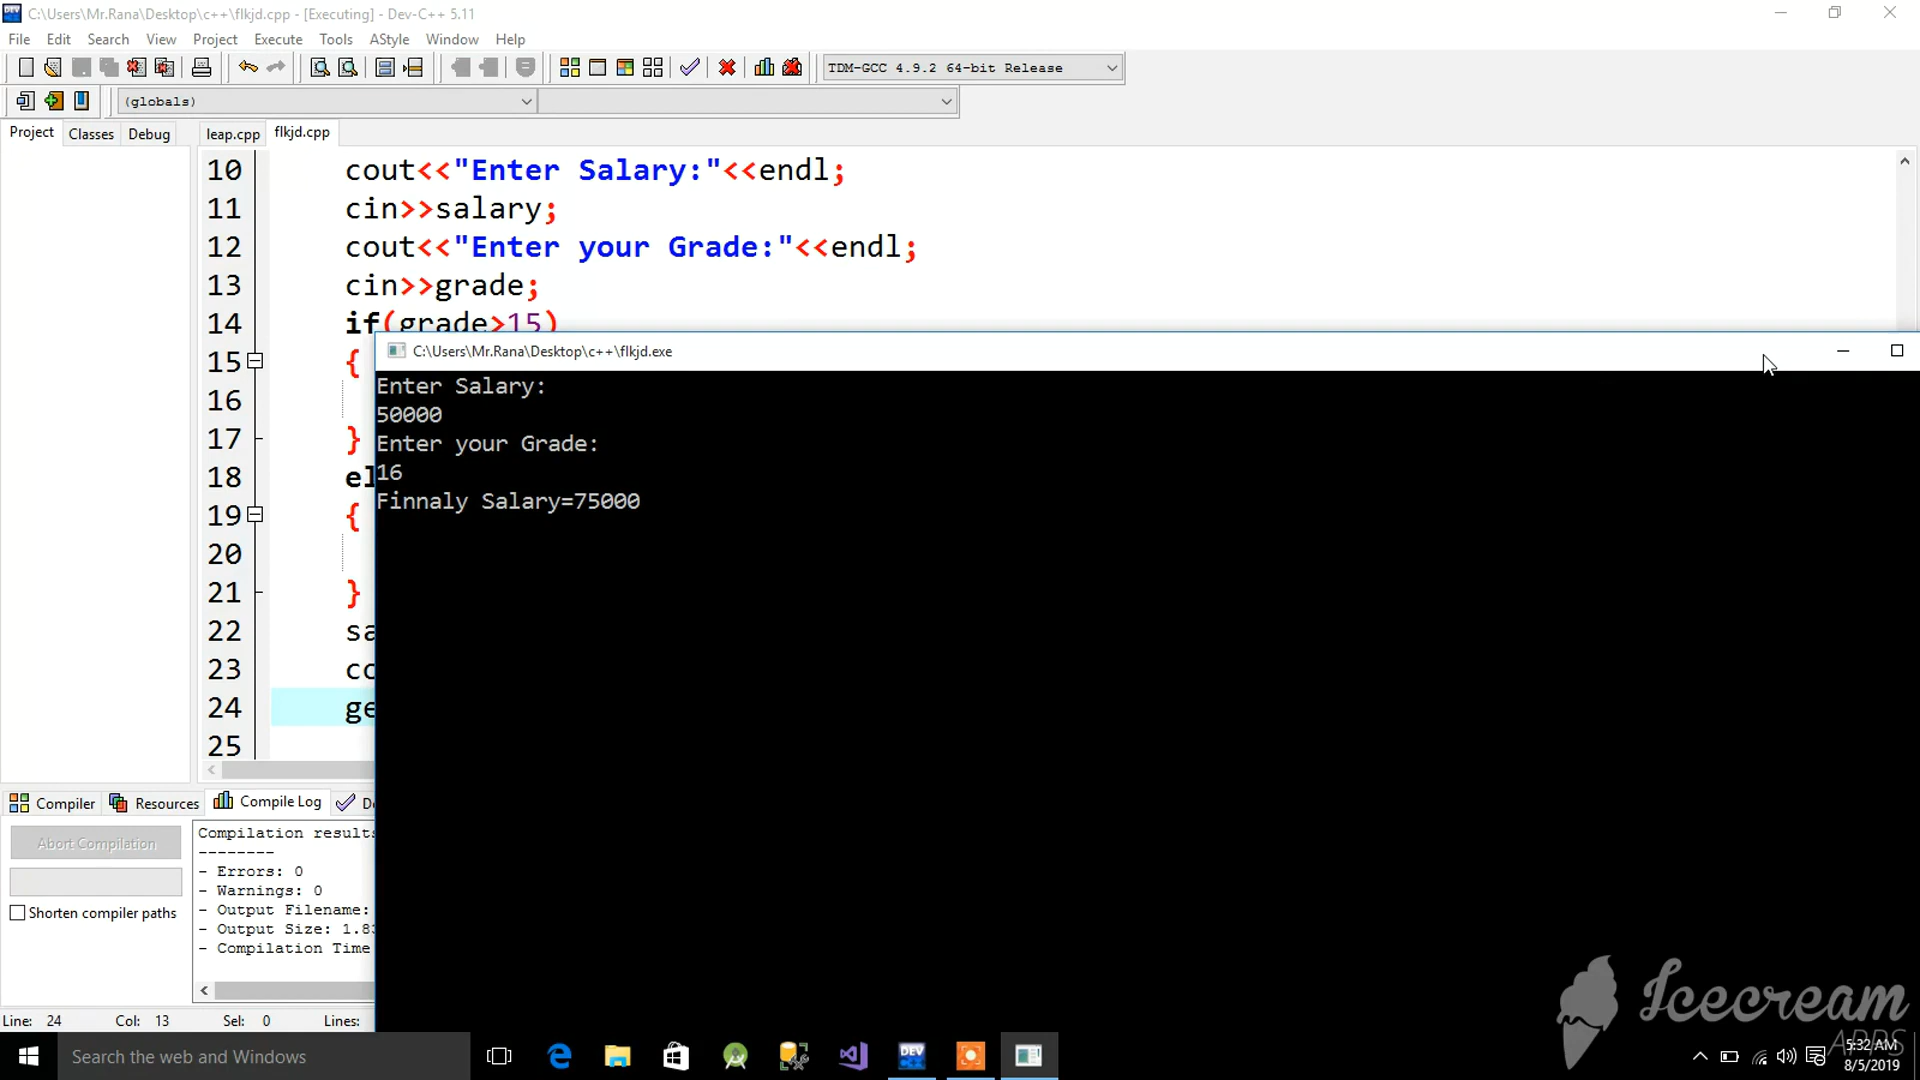 C:\Users\Mr.Rana\Desktop\c++\flkjd.cpp - [Executing] - Dev-C++ 5.11
File Edit Search View Project Execute Tools AStyle Window Help
TDM-GCC 4.9.2 64-bit Release
(globals)
Project Classes Debug leap.cpp flkjd.cpp
10 cout<<"Enter Salary:"<<endl;
11 cin>>salary;
12 cout<<"Enter your Grade:"<<endl;
13 cin>>grade;
14 if(grade>15)
15 {
16
17 }
18 el
19 {
20
21 }
22 sa
23 co
24 ge
25
C:\Users\Mr.Rana\Desktop\c++\flkjd.exe
Enter Salary:
50000
Enter your Grade:
16
Finnaly Salary=75000
Compiler Resources Compile Log De
Abort Compilation
Shorten compiler paths
Compilation results
--------
- Errors: 0
- Warnings: 0
- Output Filename:
- Output Size: 1.83
- Compilation Time
Line: 24 Col: 13 Sel: 0 Lines:
Search the web and Windows
DEV
Icecream
APPS
5:32 AM
8/5/2019